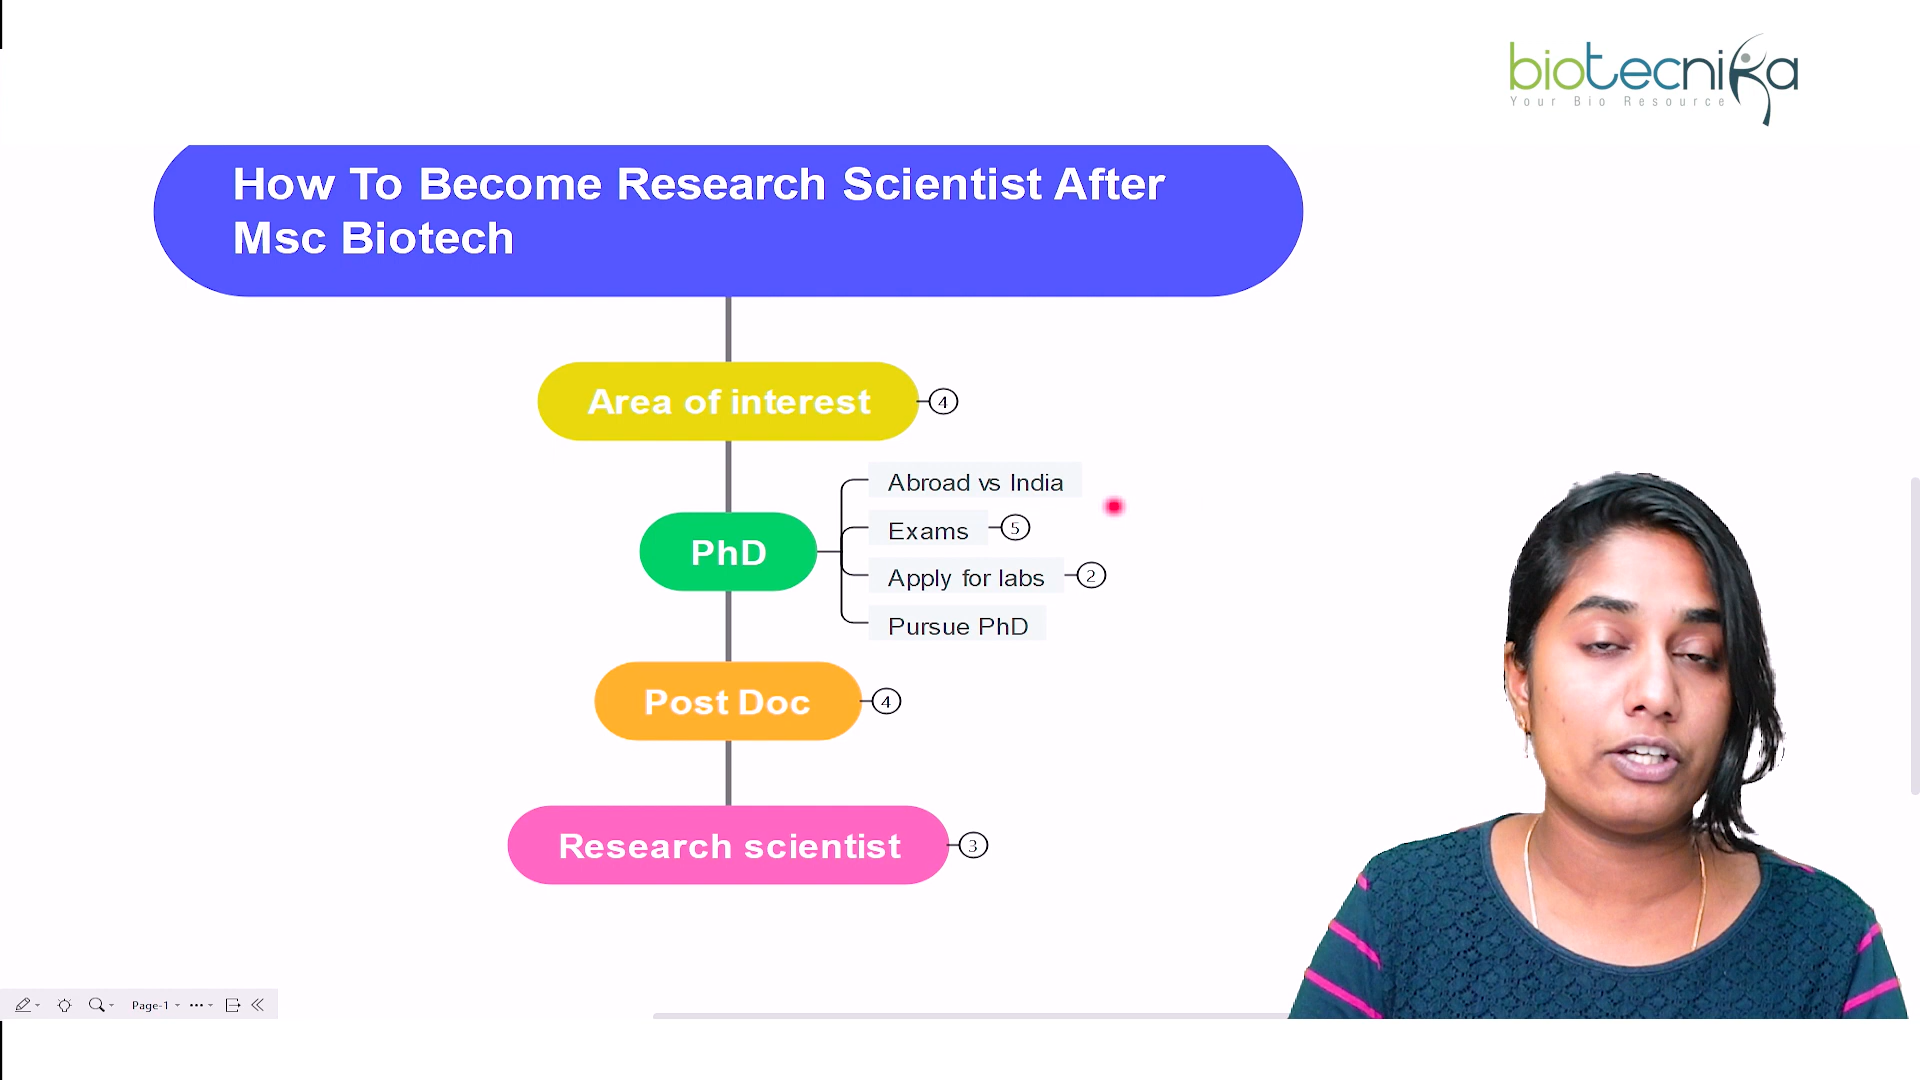 biotecnika
Your Bio Resource
How To Become Research Scientist After
Msc Biotech
Area of interest
4
Abroad vs India
Exams
5
PhD
Apply for labs
2
Pursue PhD
Post Doc
4
Research scientist
3
Page-1